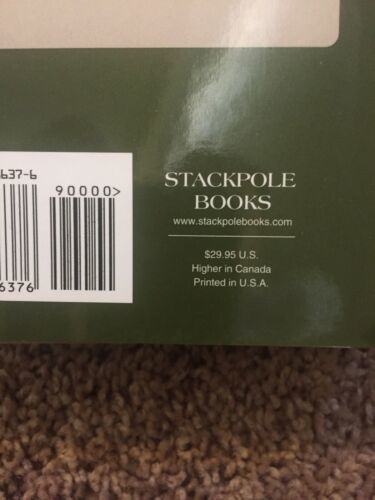 637-6
90000>
6376
STACKPOLE
BOOKS
www.stackpolebooks.com
$29.95 U.S.
Higher in Canada
Printed in U.S.A.